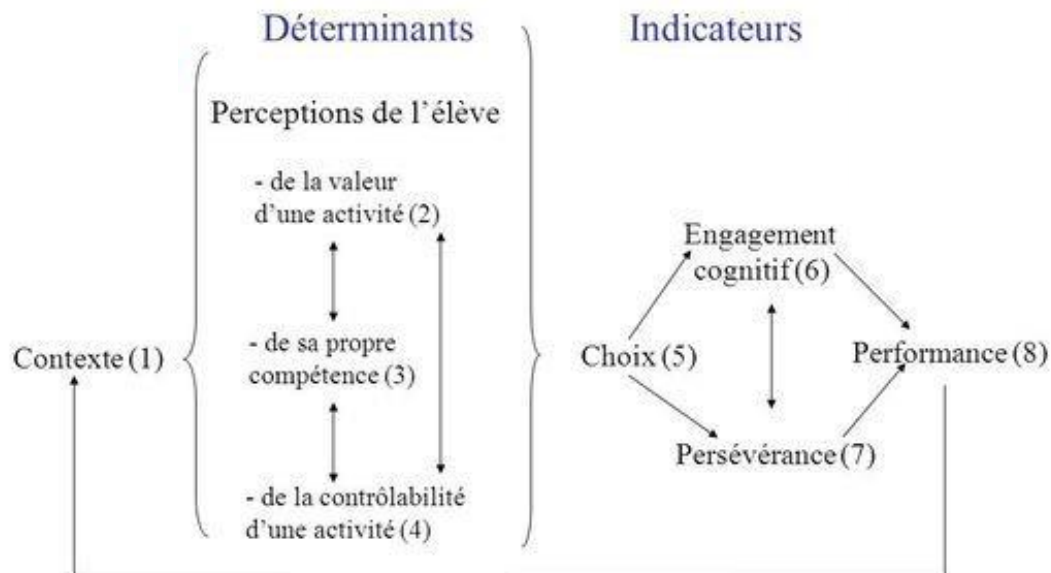 Déterminants
Indicateurs
Perceptions de l'élève
- de la valeur
d'une activité (2)
Contexte (1)
- de sa propre
compétence (3)
- de la contrôlabilité
d'une activité (4)
Engagement
cognitif (6)
Choix (5)
Performance (8)
Persévérance (7)